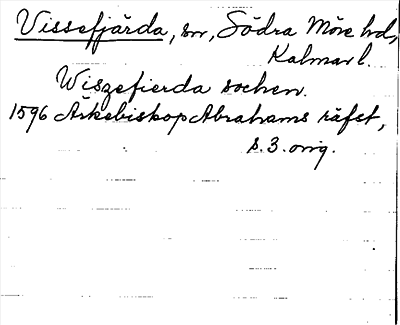 Vissefjärda, sn, Södra Möre hd,
Kalmar l.
Wiszefierda sochen.
1596 Ärkebiskop Abrahams räfst,
s. 3. orig.